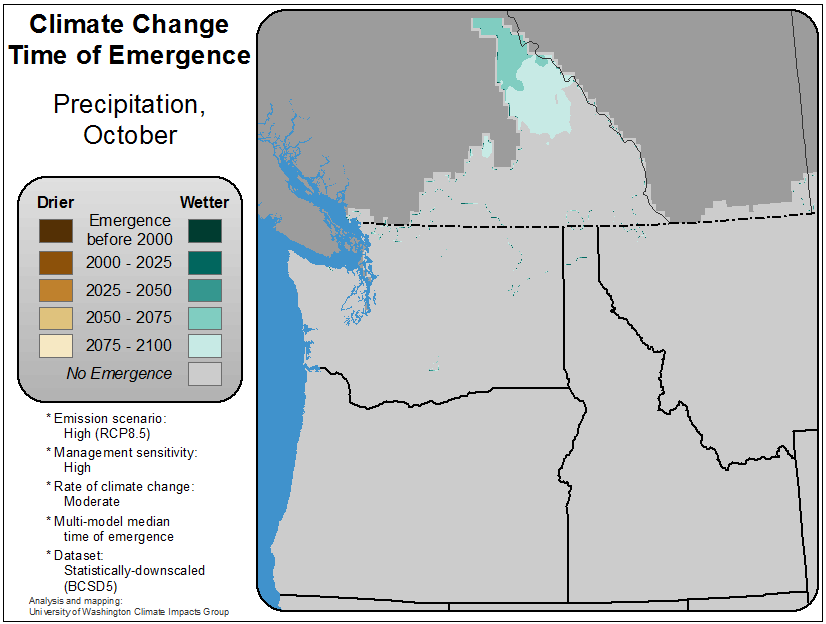 Climate Change
Time of Emergence
Precipitation,
October
Drier
Wetter
Emergence
before 2000
2000 - 2025
2025 - 2050
2050 - 2075
2075 - 2100
No Emergence
* Emission scenario:
High (RCP8.5)
* Management sensitivity:
High
* Rate of climate change:
Moderate
* Multi-model median
time of emergence
* Dataset:
Statistically-downscaled
(BCSD5)
Analysis and mapping:
University of Washington Climate Impacts Group